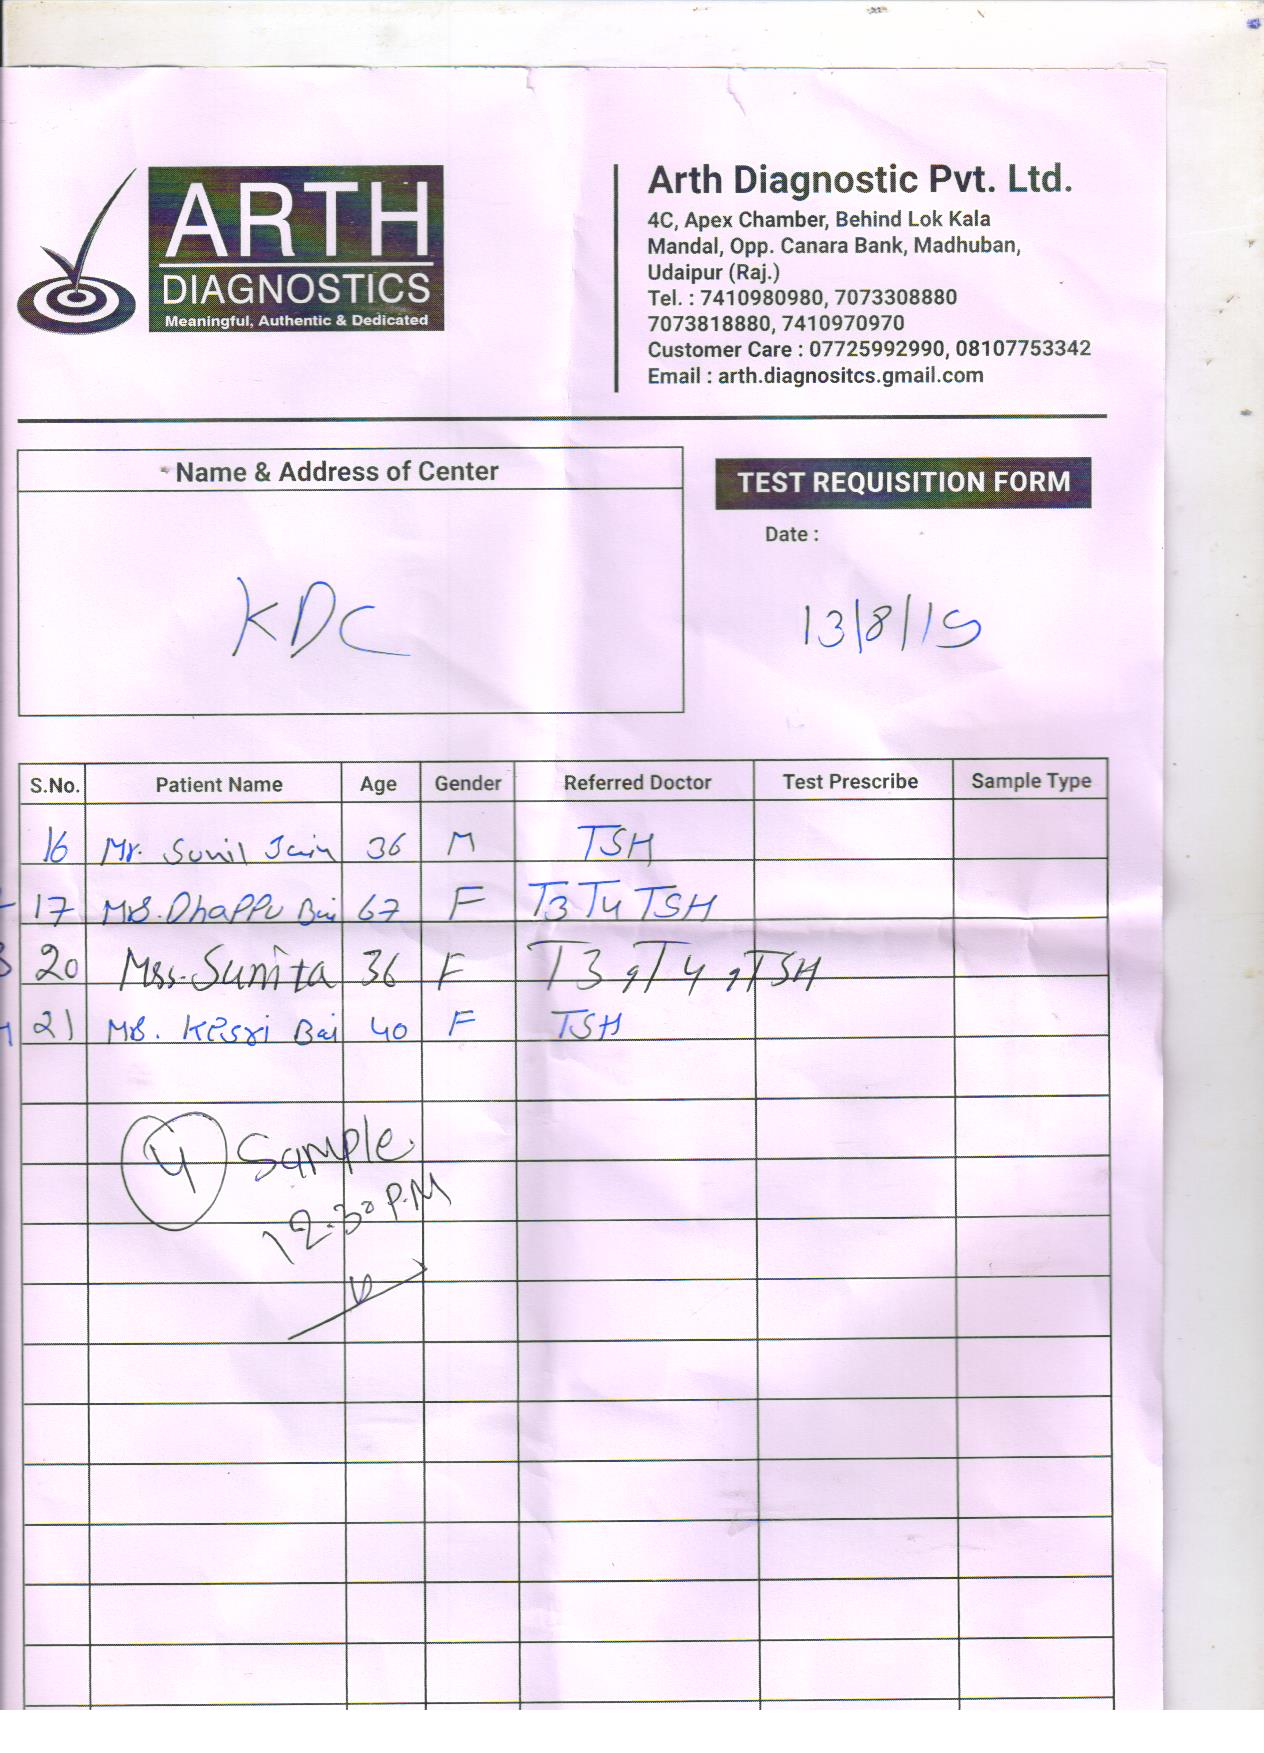 ARTH
DIAGNOSTICS
Meaningful, Authentic & Dedicated
Arth Diagnostic Pvt. Ltd.
4C, Apex Chamber, Behind Lok Kala
Mandal, Opp. Canara Bank, Madhuban,
Udaipur (Raj.)
Tel. : 7410980980, 7073308880
7073818880, 7410970970
Customer Care : 07725992990, 08107753342
Email : arth.diagnositcs.gmail.com
Name & Address of Center
KDC
TEST REQUISITION FORM
Date :
13/8/19
S.No. Patient Name Age Gender Referred Doctor Test Prescribe Sample Type
16 Mr. Sunil Jain 36 M TSH
17 Mrs. Dhappu Bai 67 F T3 T4 TSH
20 Mss. Sunita 36 F T3, T4, TSH
21 Mrs. Kesri Bai 40 F TSH
4 Sample
12.30 P.M